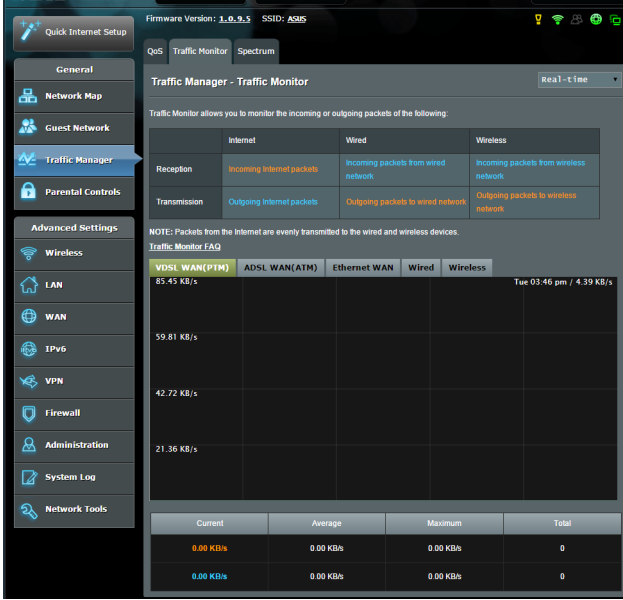 Quick Internet Setup
Firmware Version: 1.0.9.5 SSID: ASUS
QoS Traffic Monitor Spectrum
General
Network Map
Guest Network
Traffic Manager
Parental Controls
Advanced Settings
Wireless
LAN
WAN
IPv6
VPN
Firewall
Administration
System Log
Network Tools
Traffic Manager - Traffic Monitor
Real-time
Traffic Monitor allows you to monitor the incoming or outgoing packets of the following:
Internet Wired Wireless
Reception
Incoming Internet packets
Incoming packets from wired
network
Incoming packets from wireless
network
Transmission
Outgoing Internet packets
Outgoing packets to wired network
Outgoing packets to wireless
network
NOTE: Packets from the Internet are evenly transmitted to the wired and wireless devices.
Traffic Monitor FAQ
VDSL WAN(PTM) ADSL WAN(ATM) Ethernet WAN Wired Wireless
85.45 KB/s
Tue 03:46 pm / 4.39 KB/s
59.81 KB/s
42.72 KB/s
21.36 KB/s
Current Average Maximum Total
0.00 KB/s 0.00 KB/s 0.00 KB/s 0
0.00 KB/s 0.00 KB/s 0.00 KB/s 0